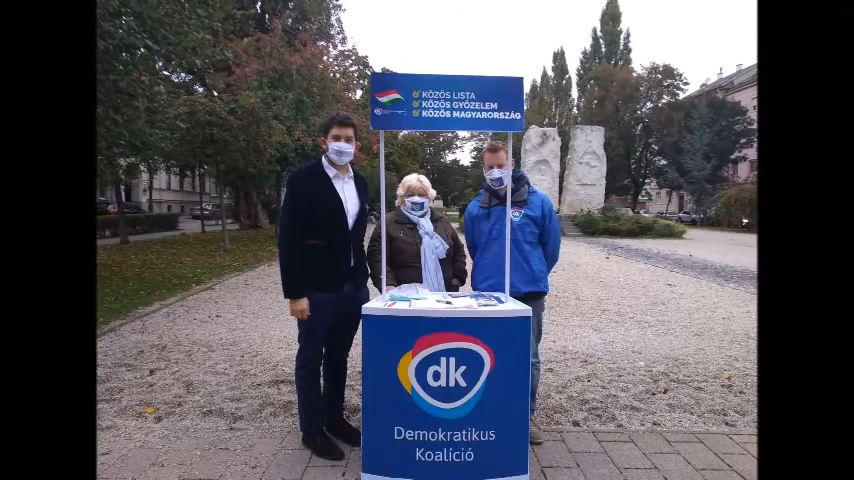 KÖZÖS LISTA
KÖZÖS GYŐZELEM
KÖZÖS MAGYARORSZÁG
dk
Demokratikus
Koalíció